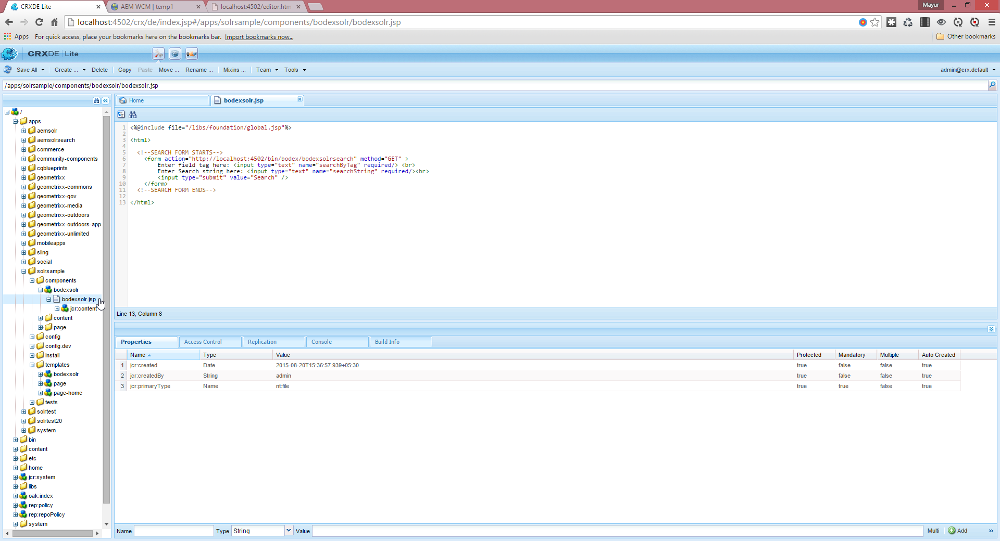 CRXDE Lite
AEM WCM | temp1
localhost:4502/editor.htm
Mayur
localhost:4502/crx/de/index.jsp#/apps/solrsample/components/bodexsolr/bodexsolr.jsp
Apps For quick access, place your bookmarks here on the bookmarks bar. Import bookmarks now... Other bookmarks
CRXDE | Lite
Save All Create ... Delete Copy Paste Move ... Rename ... Mixins ... Team Tools admin@crx.default
/apps/solrsample/components/bodexsolr/bodexsolr.jsp
/
apps
aemsolr
aemsolrsearch
commerce
community-components
cqblueprints
geometrixx
geometrixx-commons
geometrixx-gov
geometrixx-media
geometrixx-outdoors
geometrixx-outdoors-app
geometrixx-unlimited
mobileapps
sling
social
solrsample
components
bodexsolr
bodexsolr.jsp
jcr:content
content
page
config
config.dev
install
templates
bodexsolr
page
page-home
tests
solrtest
solrtest20
system
bin
content
etc
home
jcr:system
libs
oak:index
rep:policy
rep:repoPolicy
system
Home bodexsolr.jsp
1 <%@include file="/libs/foundation/global.jsp"%>
2
3 <html>
4
5 <!--SEARCH FORM STARTS-->
6 <form action="http://localhost:4502/bin/bodex/bodexsolrsearch" method="GET" >
7 Enter field tag here: <input type="text" name="searchByTag" required/> <br>
8 Enter Search string here: <input type="text" name="searchString" required/><br>
9 <input type="submit" value="Search" />
10 </form>
11 <!--SEARCH FORM ENDS-->
12
13 </html>
Line 13, Column 8
Properties Access Control Replication Console Build Info
Name Type Value Protected Mandatory Multiple Auto Created
1 jcr:created Date 2015-08-20T15:36:57.939+05:30 true false false true
2 jcr:createdBy String admin true false false true
3 jcr:primaryType Name nt:file true true false true
Name Type String Value Multi Add »